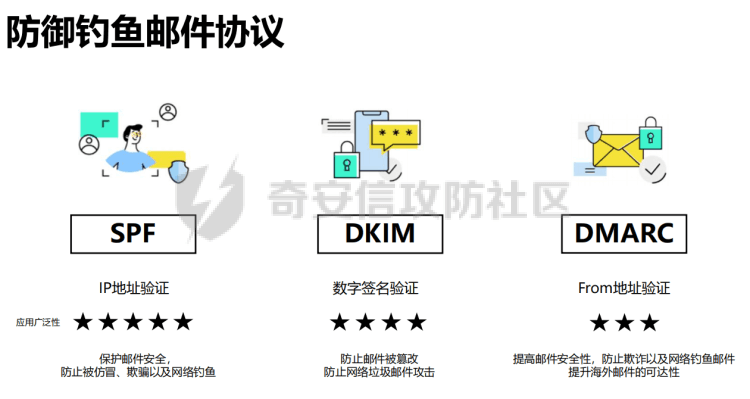 防御钓鱼邮件协议
奇安信攻防社区
SPF
DKIM
DMARC
IP地址验证
数字签名验证
From地址验证
应用广泛性 ★★★★★
★★★★
★★★
保护邮件安全，
防止被仿冒、欺骗以及网络钓鱼
防止邮件被篡改
防止网络垃圾邮件攻击
提高邮件安全性，防止欺诈以及网络钓鱼邮件
提升海外邮件的可达性